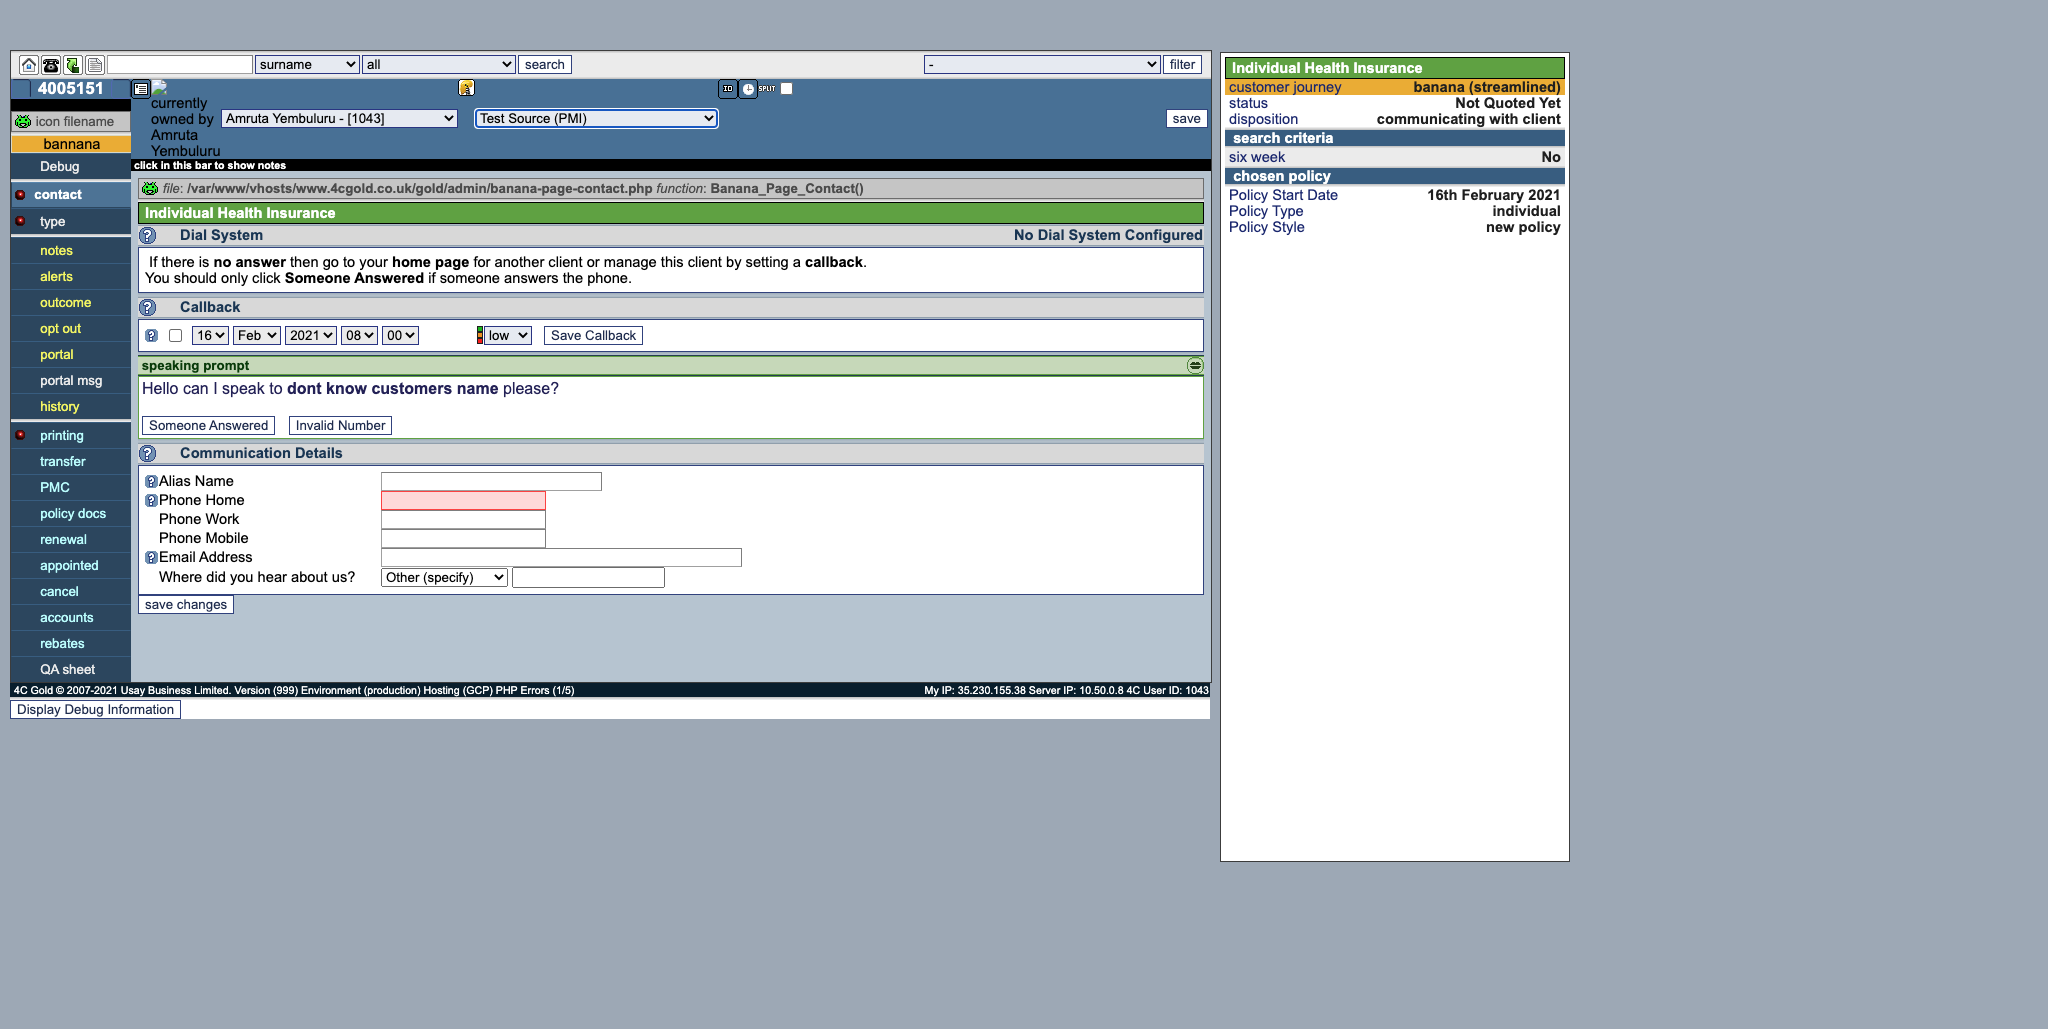 surname all search - filter
4005151
SPLIT
currently owned by Amruta Yembuluru
Amruta Yembuluru - [1043] Test Source (PMI) save
icon filename
click in this bar to show notes
bannana
Debug
contact
type
notes
alerts
outcome
opt out
portal
portal msg
history
printing
transfer
PMC
policy docs
renewal
appointed
cancel
accounts
rebates
QA sheet
file: /var/www/vhosts/www.4cgold.co.uk/gold/admin/banana-page-contact.php function: Banana_Page_Contact()
Individual Health Insurance
Dial System No Dial System Configured
If there is no answer then go to your home page for another client or manage this client by setting a callback.
You should only click Someone Answered if someone answers the phone.
Callback
16 Feb 2021 08 00 low Save Callback
speaking prompt
Hello can I speak to dont know customers name please?
Someone Answered Invalid Number
Communication Details
Alias Name
Phone Home
Phone Work
Phone Mobile
Email Address
Where did you hear about us? Other (specify)
save changes
4C Gold © 2007-2021 Usay Business Limited. Version (999) Environment (production) Hosting (GCP) PHP Errors (1/5) My IP: 35.230.155.38 Server IP: 10.50.0.8 4C User ID: 1043
Display Debug Information
Individual Health Insurance
customer journey banana (streamlined)
status Not Quoted Yet
disposition communicating with client
search criteria
six week No
chosen policy
Policy Start Date 16th February 2021
Policy Type individual
Policy Style new policy